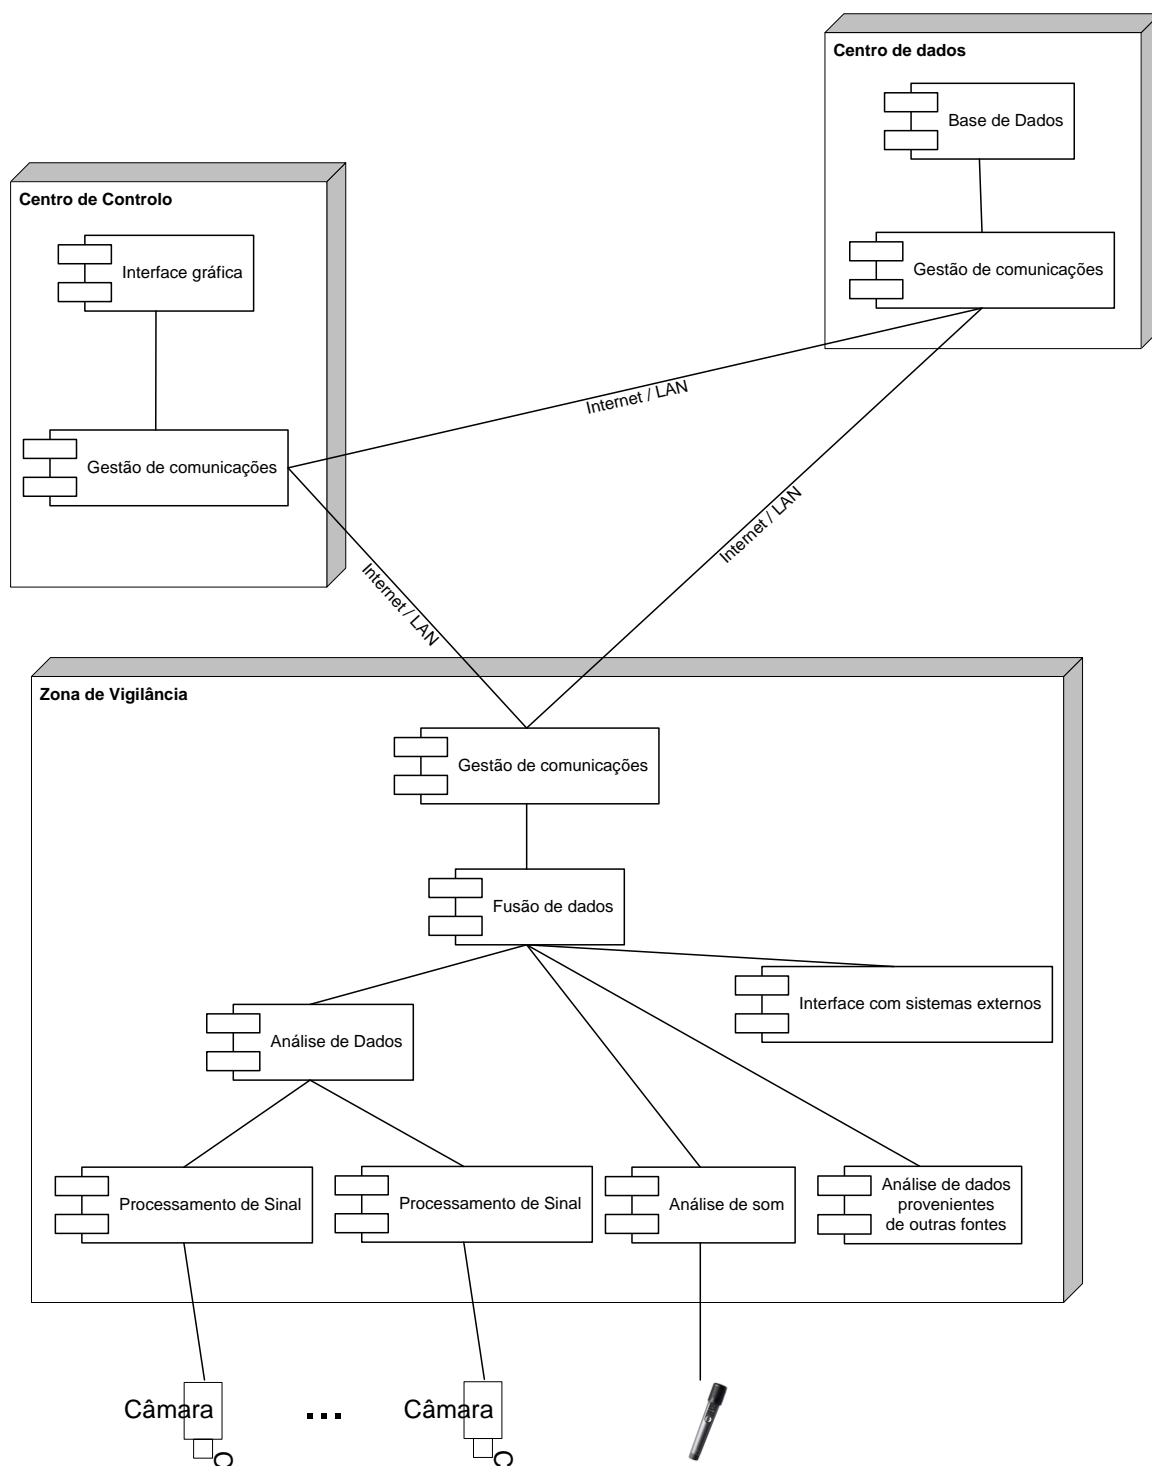 Centro de dados
Base de Dados
Gestão de comunicações
Centro de Controlo
Interface gráfica
Gestão de comunicações
Internet / LAN
Internet / LAN
Internet / LAN
Zona de Vigilância
Gestão de comunicações
Fusão de dados
Interface com sistemas externos
Análise de Dados
Processamento de Sinal
Processamento de Sinal
Análise de som
Análise de dados
provenientes
de outras fontes
Câmara
...
Câmara
C
C